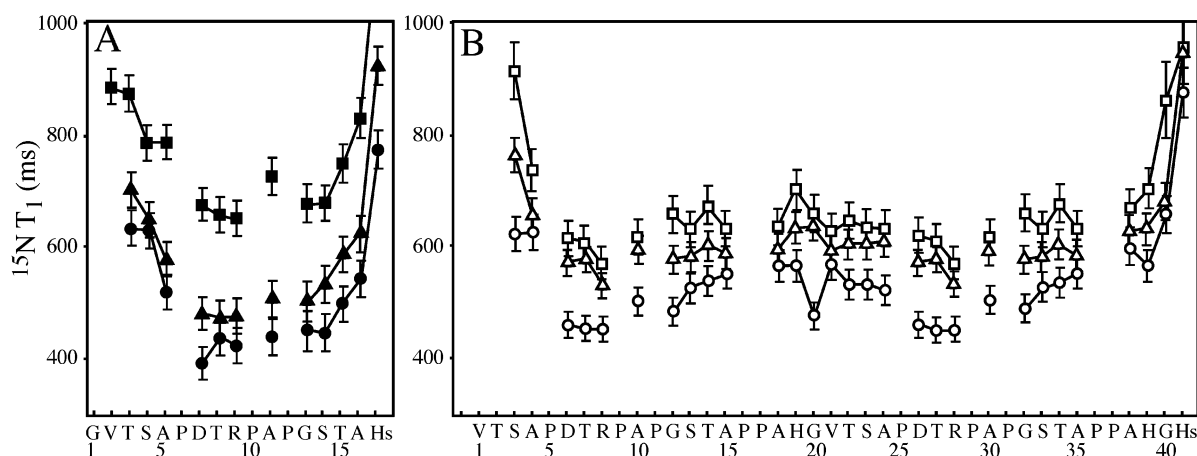 1000
800
600
400
¹⁵N T₁ (ms)
A
G V T S A P D T R P A P G S T A Hs
1 5 10 15
1000
800
600
400
B
V T S A P D T R P A P G S T A P P A H G V T S A P D T R P A P G S T A P P A H G Hs
1 5 10 15 20 25 30 35 40